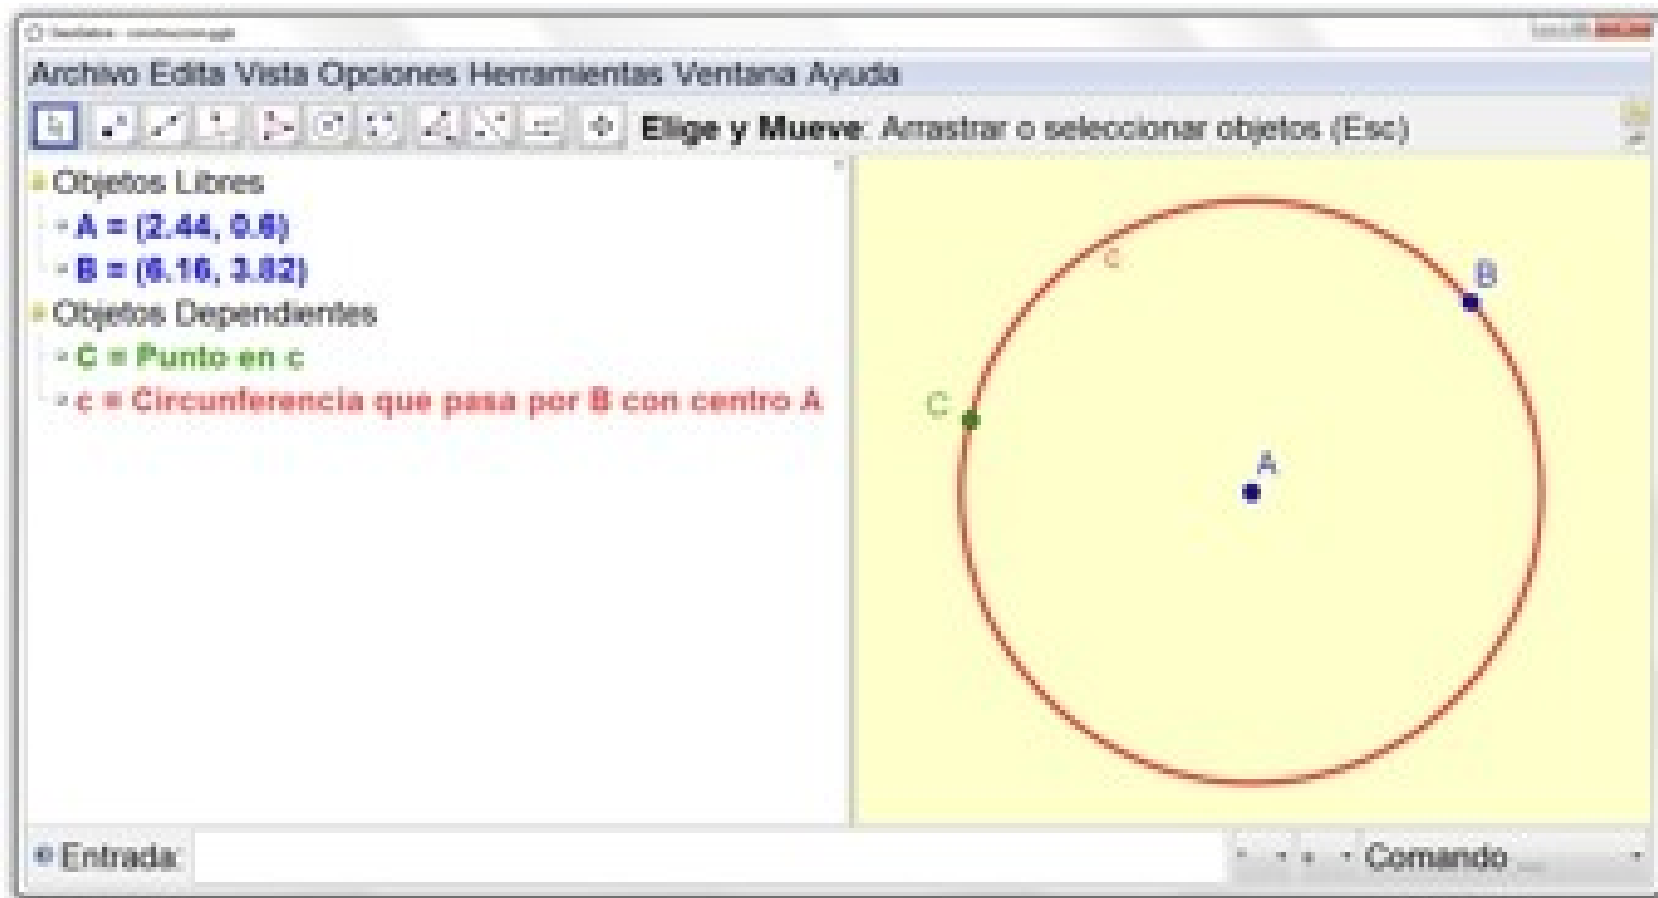 Archivo Edita Vista Opciones Herramientas Ventana Ayuda
Elige y Mueve: Arrastrar o seleccionar objetos (Esc)
Objetos Libres
A = (2.44, 0.6)
B = (6.16, 3.82)
Objetos Dependientes
C = Punto en c
c = Circunferencia que pasa por B con centro A
c
B
C
A
Entrada:
Comando ...